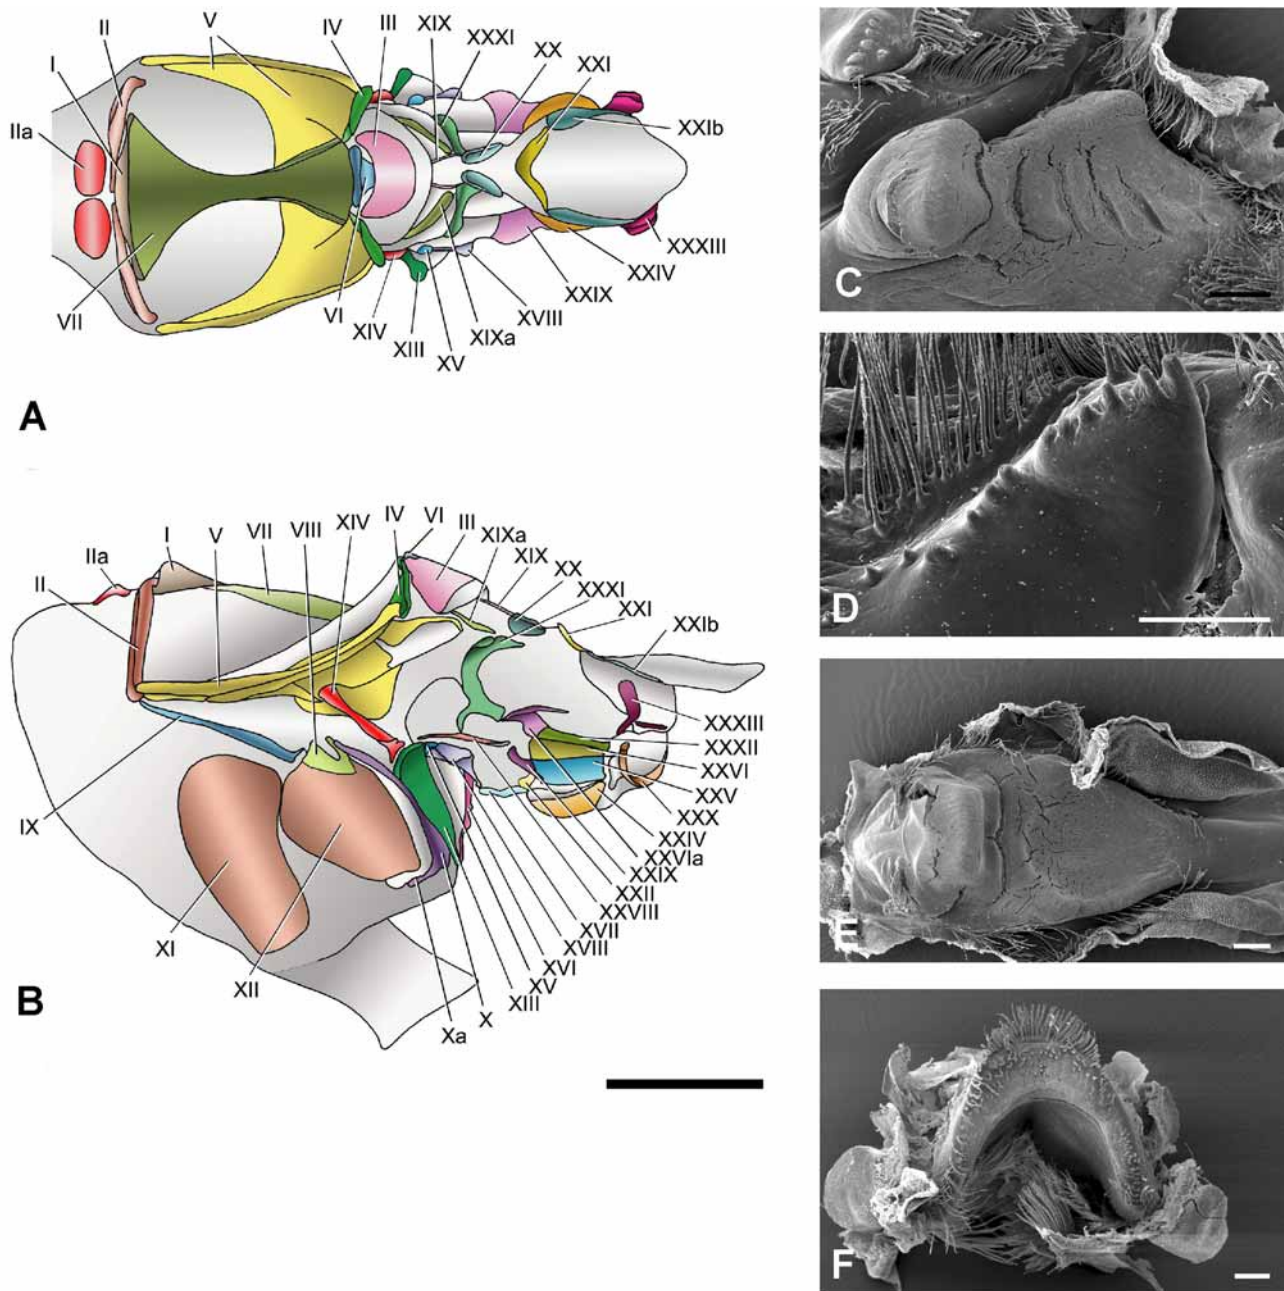 II V IV III XIX XXXI XX XXI
I
IIa
XXIb
XXXIII
XXIV
VII VI XIV XIII XV XIXa XVIII XXIX
A
I V VII VIII XIV IV VI III XIXa XIX XX XXXI XXI XXIb
IIa
II
XXXIII
XXXII
XXVI
XXV
XXX
XXIV
XXVIa
XXIX
XXII
XXVIII
XVII
XVIII
XVI
XV
XIII
X
Xa
IX
XI
XII
B
C
D
E
F